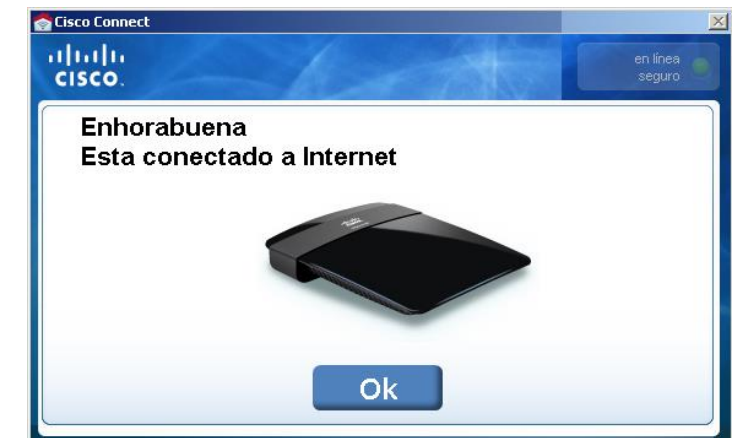 Cisco Connect
CISCO.
en línea
seguro
Enhorabuena
Esta conectado a Internet
Ok